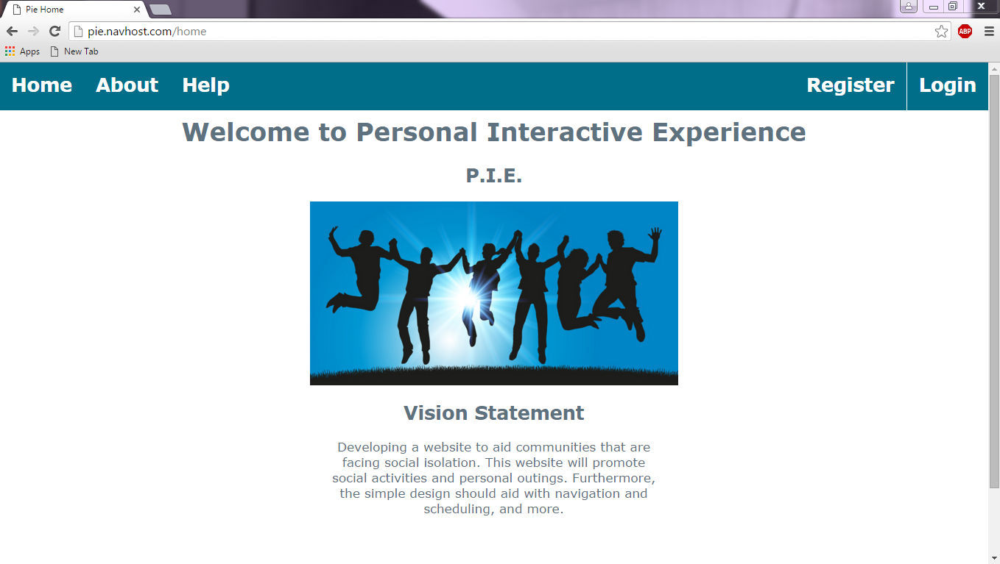 Pie Home
pie.navhost.com/home
ABP
Apps New Tab
Home About Help Register Login
Welcome to Personal Interactive Experience
P.I.E.
Vision Statement
Developing a website to aid communities that are
facing social isolation. This website will promote
social activities and personal outings. Furthermore,
the simple design should aid with navigation and
scheduling, and more.